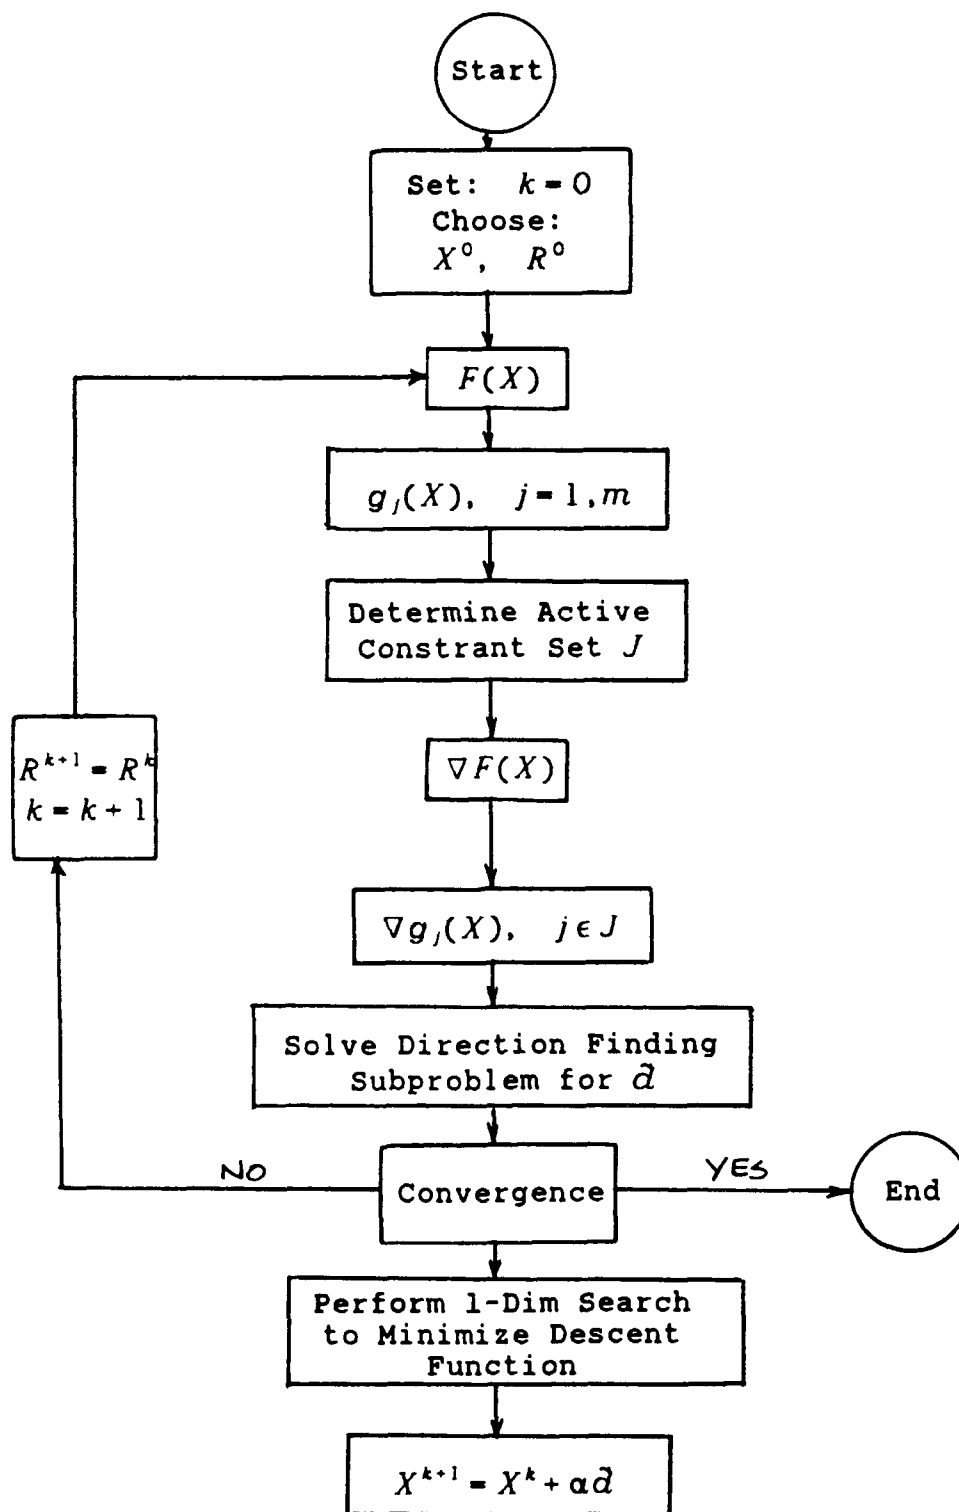 Start
Set: k = 0
Choose:
X⁰, R⁰
F(X)
gⱼ(X), j = 1,m
Determine Active
Constrant Set J
∇F(X)
R^{k+1} = R^k
k = k + 1
∇gⱼ(X), j ϵ J
Solve Direction Finding
Subproblem for d̃
NO
Convergence
YES
End
Perform 1-Dim Search
to Minimize Descent
Function
X^{k+1} = X^k + αd̃